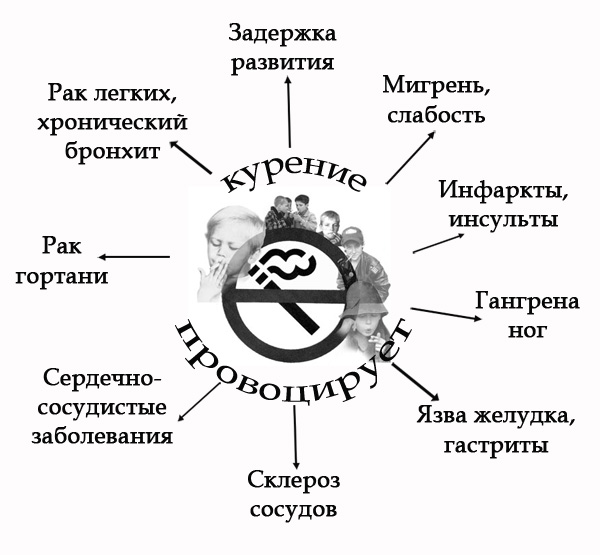 Задержка
развития
Мигрень,
слабость
Рак легких,
хронический
бронхит
курение
Инфаркты,
инсульты
Рак
гортани
Гангрена
ног
провоцирует
Сердечно-
сосудистые
заболевания
Язва желудка,
гастриты
Склероз
сосудов